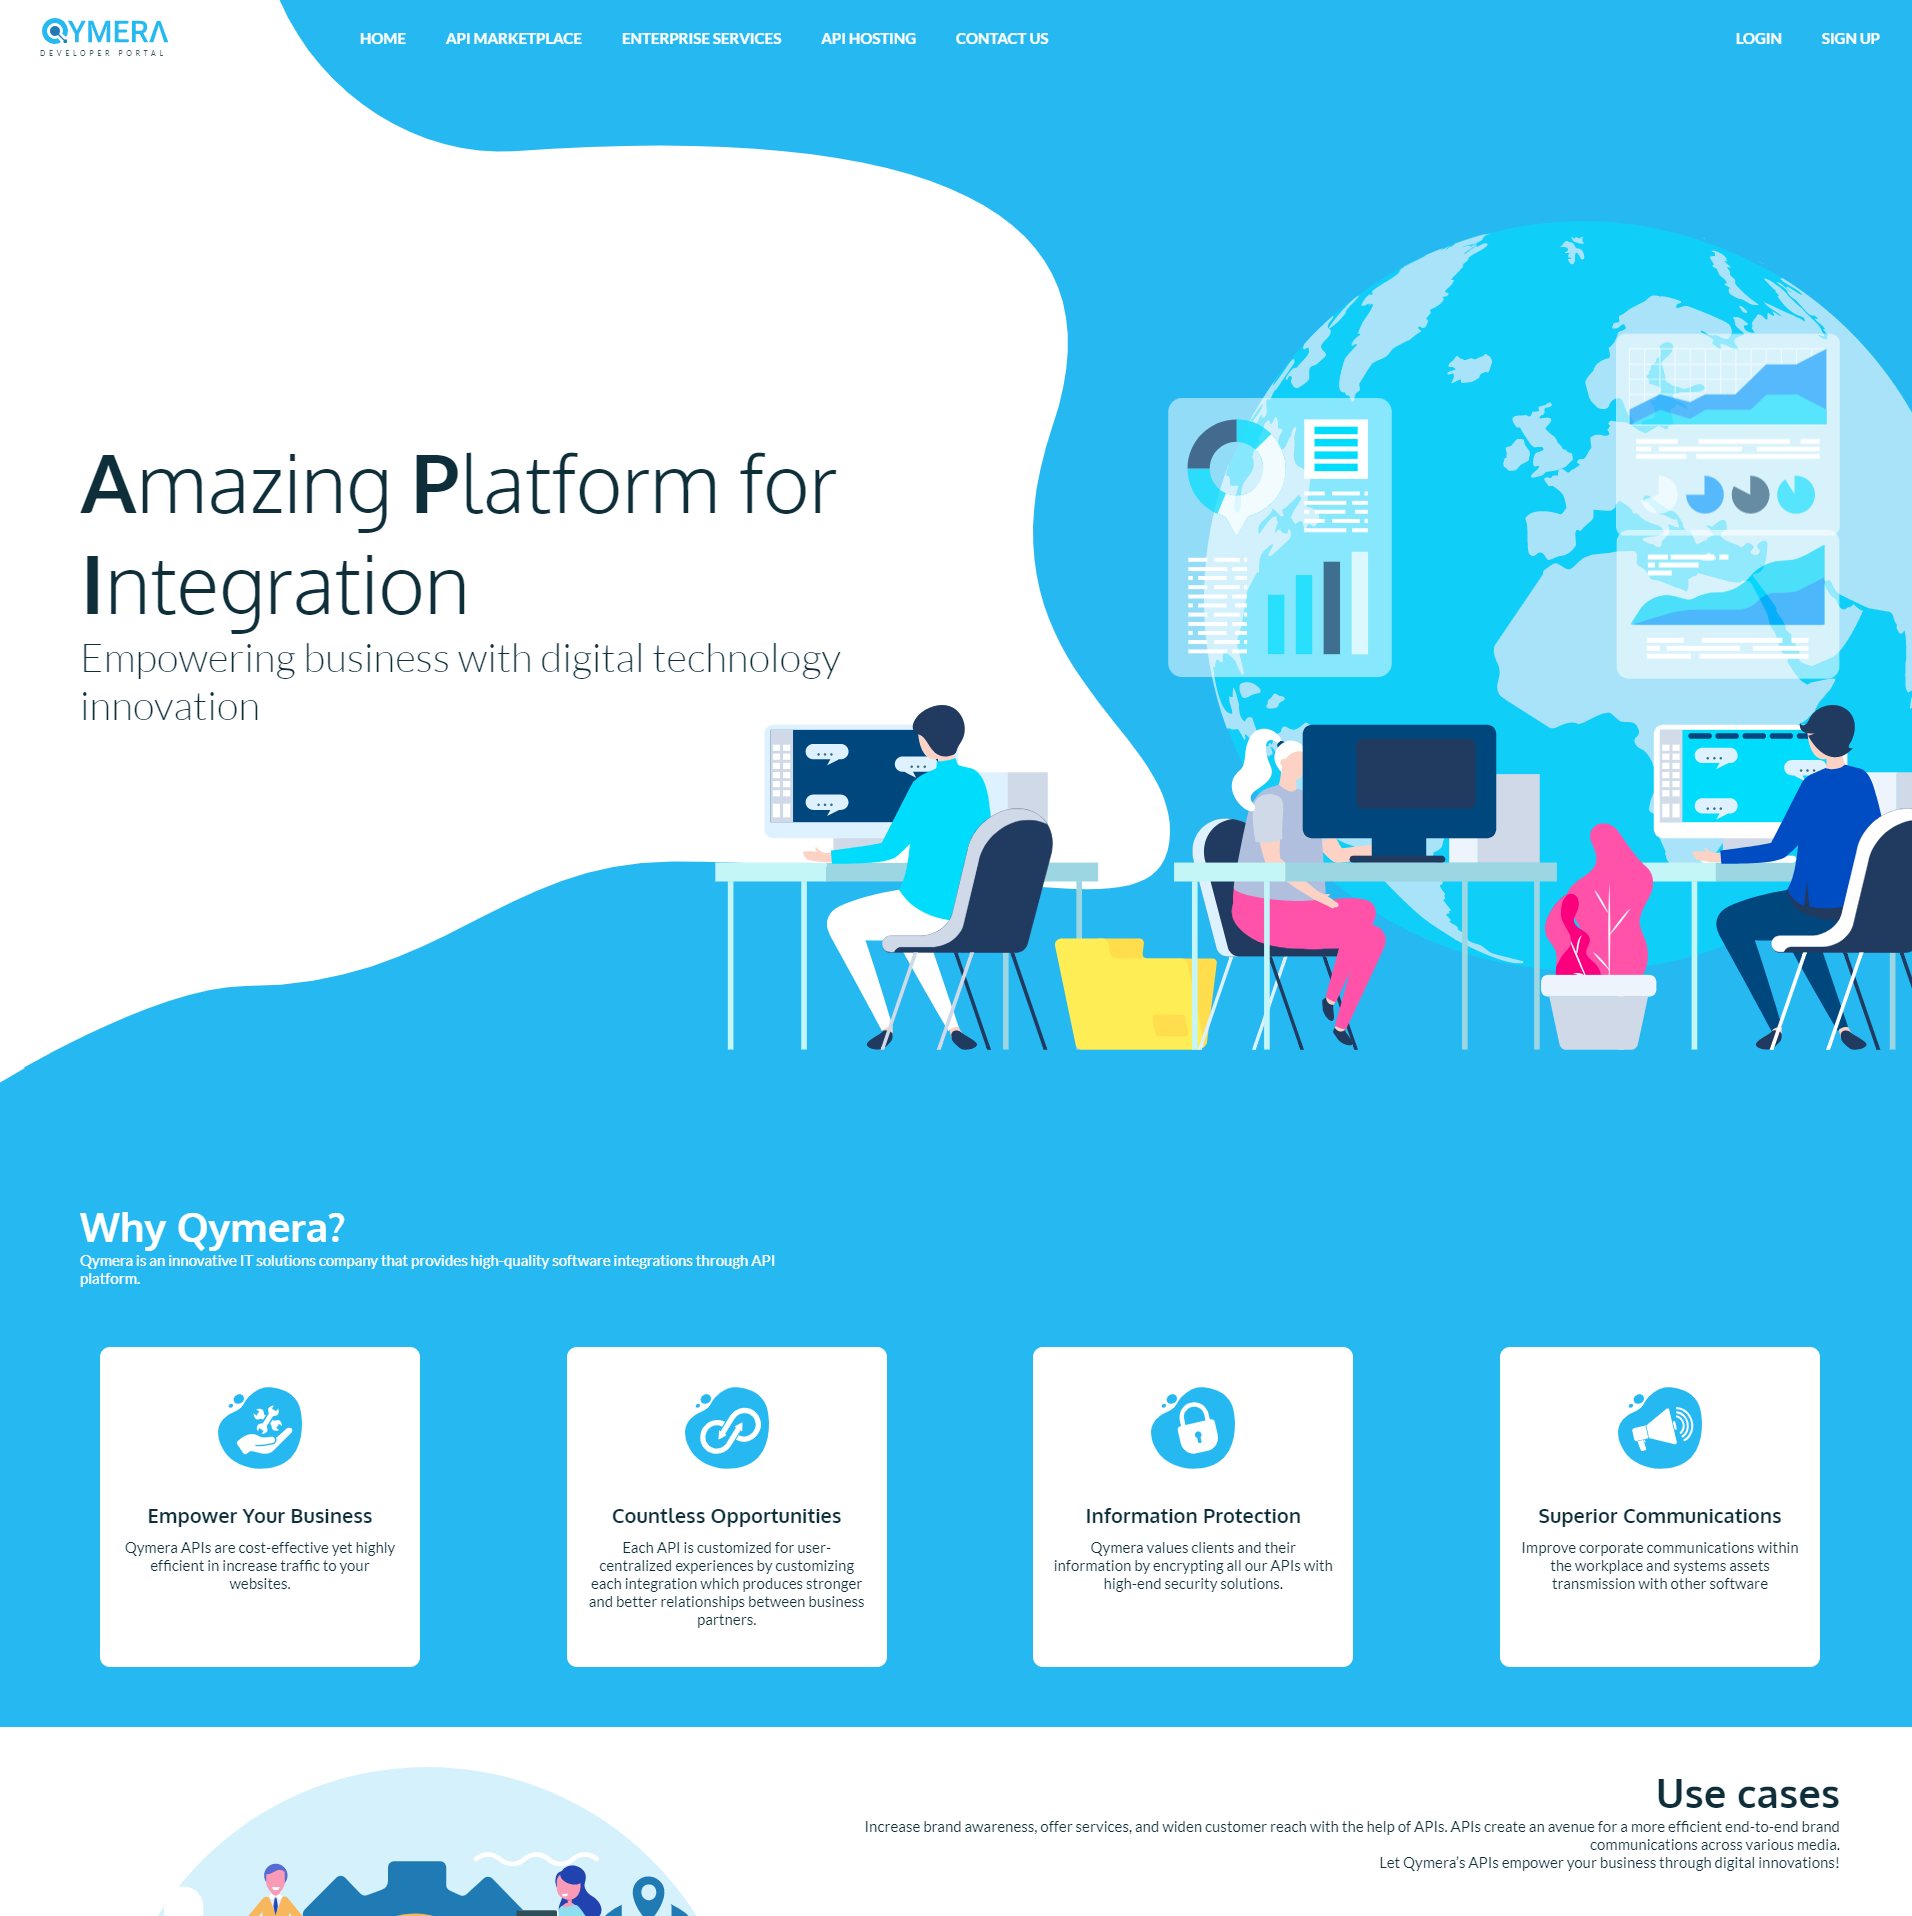 QYMERA
DEVELOPER PORTAL
HOME
API MARKETPLACE
ENTERPRISE SERVICES
API HOSTING
CONTACT US
LOGIN
SIGN UP
Amazing Platform for
Integration
Empowering business with digital technology
innovation
Why Qymera?
Qymera is an innovative IT solutions company that provides high-quality software integrations through API
platform.
Empower Your Business
Qymera APIs are cost-effective yet highly
efficient in increase traffic to your
websites.
Countless Opportunities
Each API is customized for user-
centralized experiences by customizing
each integration which produces stronger
and better relationships between business
partners.
Information Protection
Qymera values clients and their
information by encrypting all our APIs with
high-end security solutions.
Superior Communications
Improve corporate communications within
the workplace and systems assets
transmission with other software
Use cases
Increase brand awareness, offer services, and widen customer reach with the help of APIs. APIs create an avenue for a more efficient end-to-end brand
communications across various media.
Let Qymera's APIs empower your business through digital innovations!